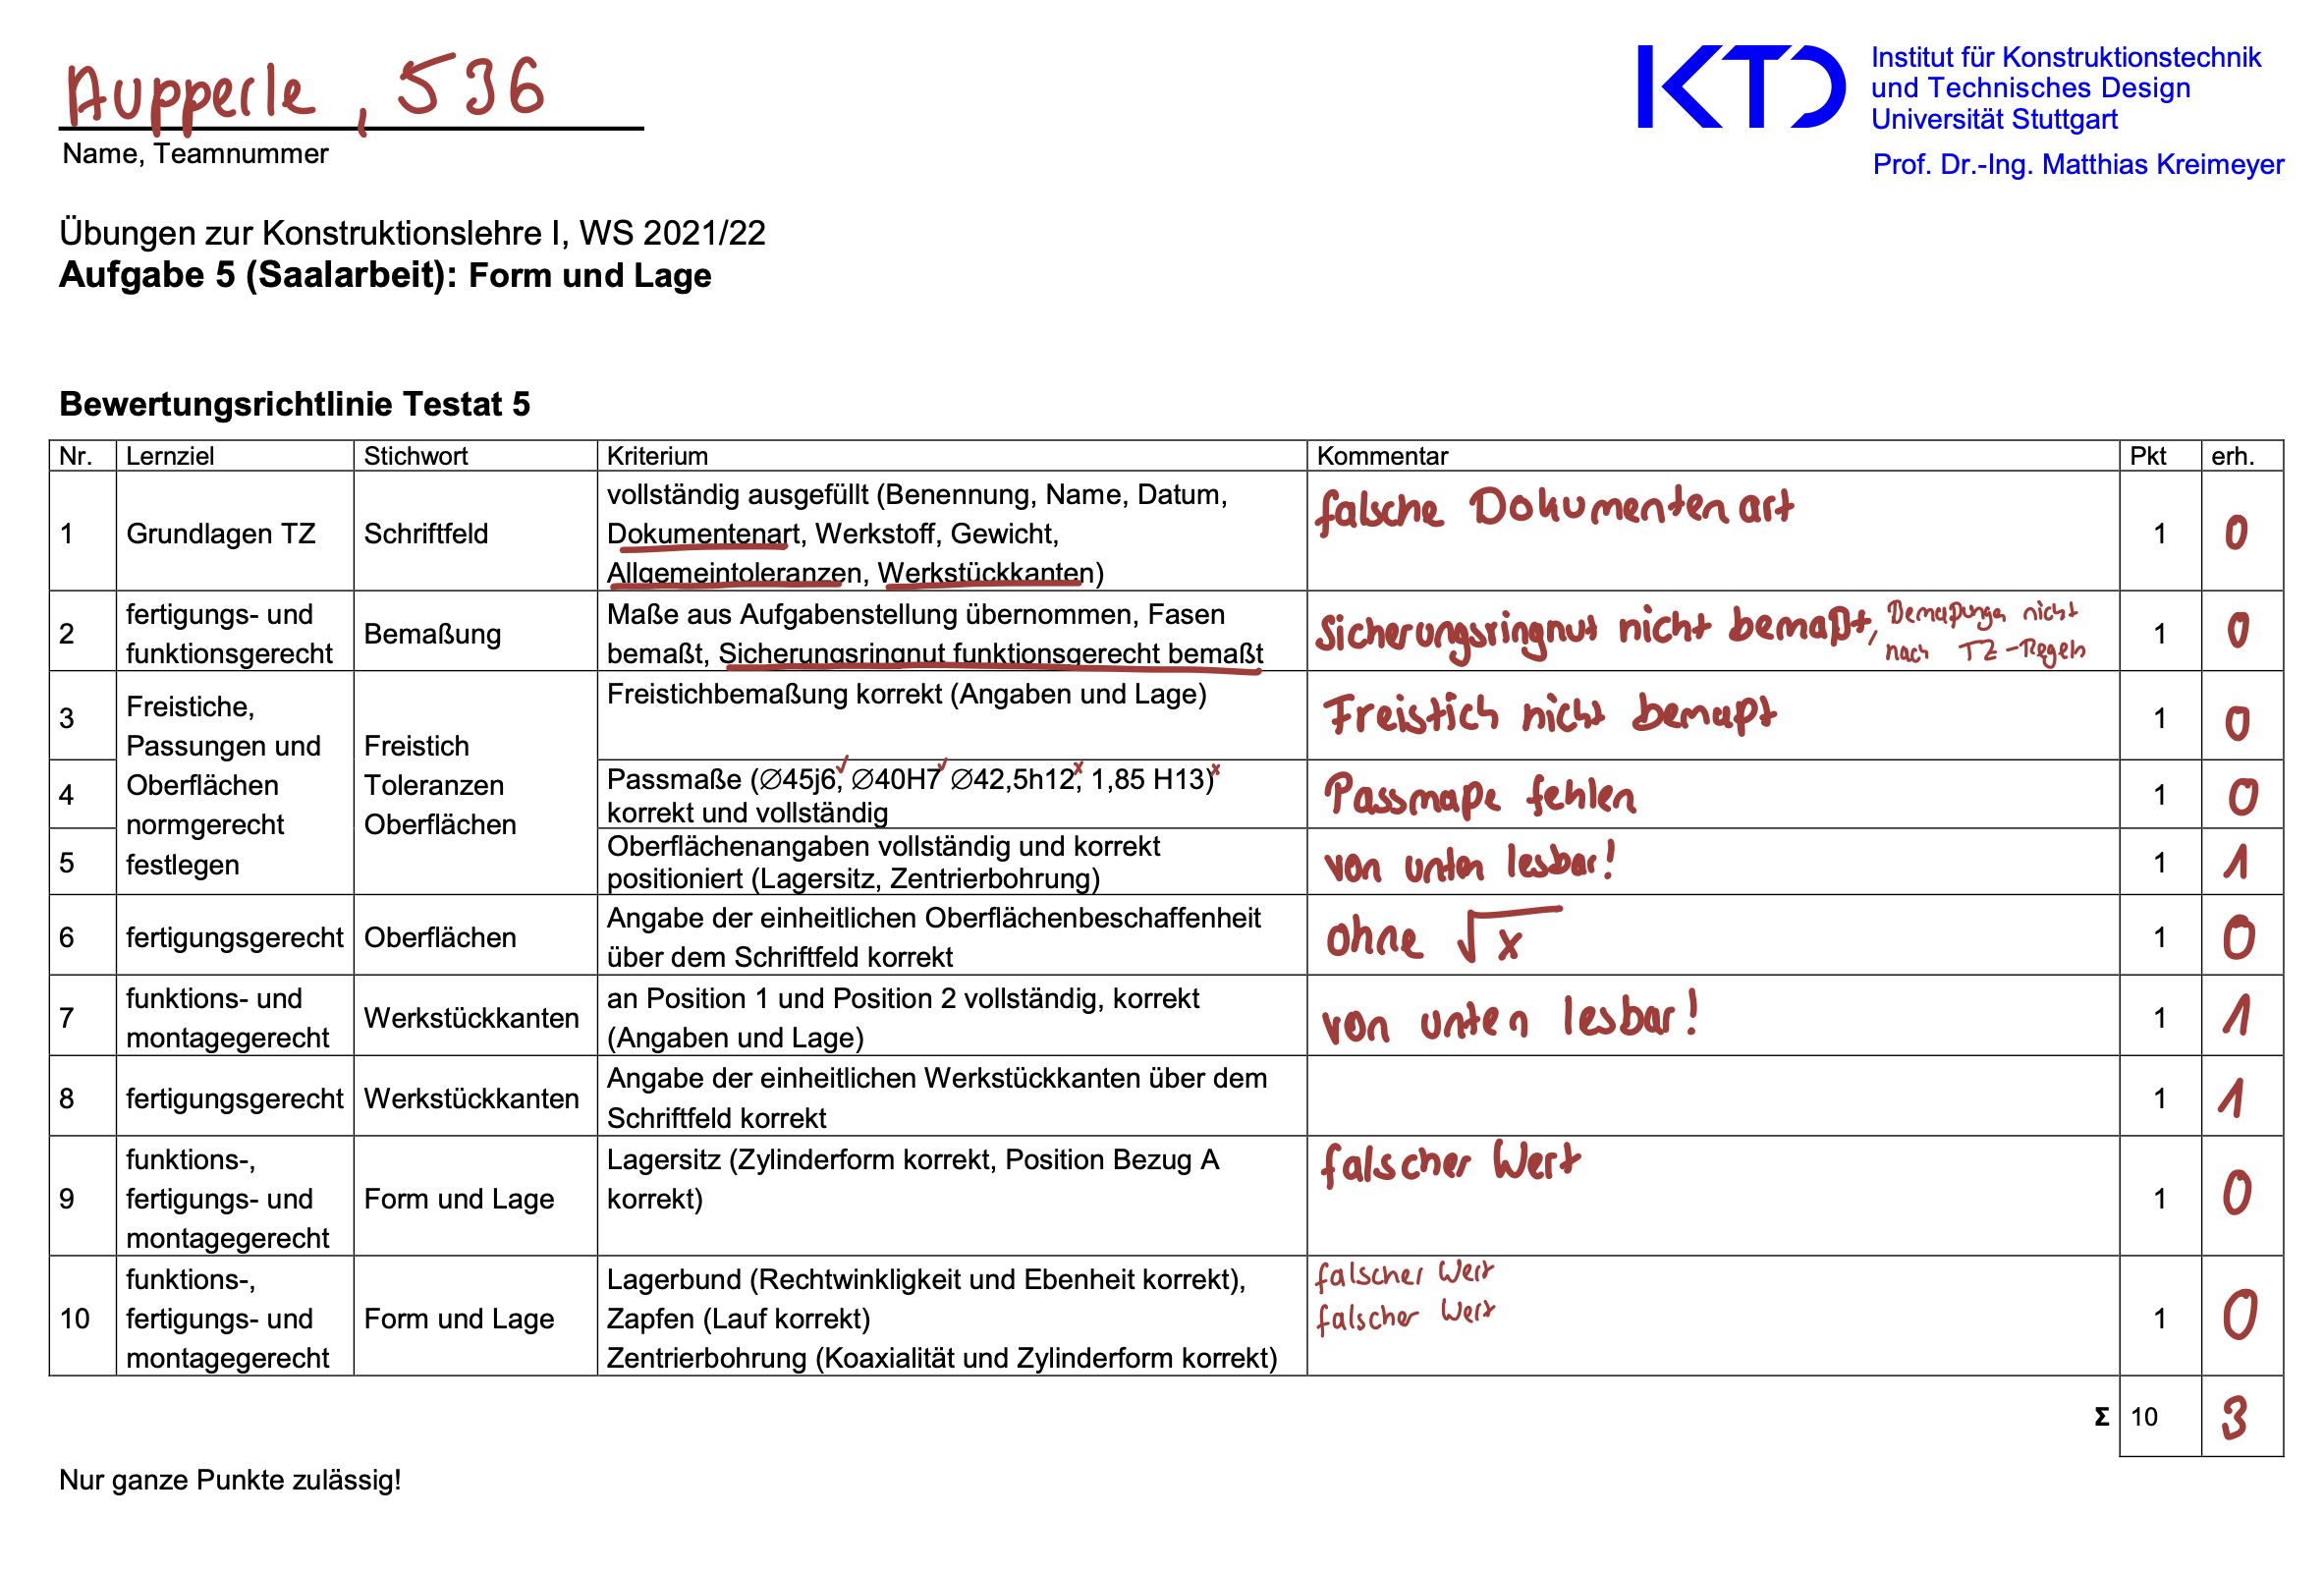 Aupperle, 536
Name, Teamnummer
KTD
Institut für Konstruktionstechnik
und Technisches Design
Universität Stuttgart
Prof. Dr.-Ing. Matthias Kreimeyer
Übungen zur Konstruktionslehre I, WS 2021/22
Aufgabe 5 (Saalarbeit): Form und Lage
Bewertungsrichtlinie Testat 5
Nr. Lernziel Stichwort Kriterium Kommentar Pkt erh.
1 Grundlagen TZ Schriftfeld
vollständig ausgefüllt (Benennung, Name, Datum,
Dokumentenart, Werkstoff, Gewicht,
Allgemeintoleranzen, Werkstückkanten)
falsche Dokumentenart
1 0
2
fertigungs- und
funktionsgerecht
Bemaßung
Maße aus Aufgabenstellung übernommen, Fasen
bemaßt, Sicherungsringnut funktionsgerecht bemaßt
Sicherungsringnut nicht bemaßt,
Bemaßunga nicht
nach TZ-Regeln
1 0
3
Freistiche,
Passungen und
Oberflächen
normgerecht
festlegen
Freistich
Toleranzen
Oberflächen
Freistichbemaßung korrekt (Angaben und Lage)
Freistich nicht bemaßt
1 0
4
Passmaße (∅45j6,✓ ∅40H7✓ ∅42,5h12,x 1,85 H13)x
korrekt und vollständig
Passmaße fehlen
1 0
5
Oberflächenangaben vollständig und korrekt
positioniert (Lagersitz, Zentrierbohrung)
von unten lesbar!
1 1
6 fertigungsgerecht Oberflächen
Angabe der einheitlichen Oberflächenbeschaffenheit
über dem Schriftfeld korrekt
ohne √x
1 0
7
funktions- und
montagegerecht
Werkstückkanten
an Position 1 und Position 2 vollständig, korrekt
(Angaben und Lage)
von unten lesbar!
1 1
8 fertigungsgerecht Werkstückkanten
Angabe der einheitlichen Werkstückkanten über dem
Schriftfeld korrekt
1 1
9
funktions-,
fertigungs- und
montagegerecht
Form und Lage
Lagersitz (Zylinderform korrekt, Position Bezug A
korrekt)
falscher Wert
1 0
10
funktions-,
fertigungs- und
montagegerecht
Form und Lage
Lagerbund (Rechtwinkligkeit und Ebenheit korrekt),
Zapfen (Lauf korrekt)
Zentrierbohrung (Koaxialität und Zylinderform korrekt)
falscher Wert
falscher Wert
1 0
Σ 10 3
Nur ganze Punkte zulässig!